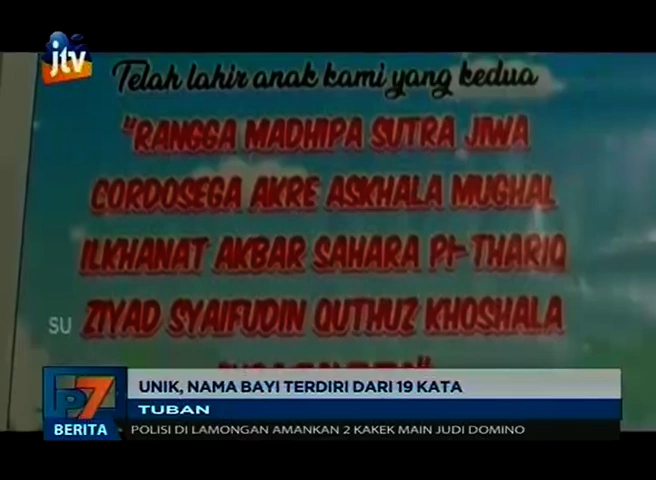 jtv
Telah lahir anak kami yang kedua
"RANGGA MADHIPA SUTRA JIWA
CORDOSEGA AKRE ASKHALA MUGHAL
ILKHANAT AKBAR SAHARA PI-THARIQ
SU
ZIYAD SYAIFUDIN QUTHUZ KHOSHALA
P7
UNIK, NAMA BAYI TERDIRI DARI 19 KATA
TUBAN
BERITA
POLISI DI LAMONGAN AMANKAN 2 KAKEK MAIN JUDI DOMINO